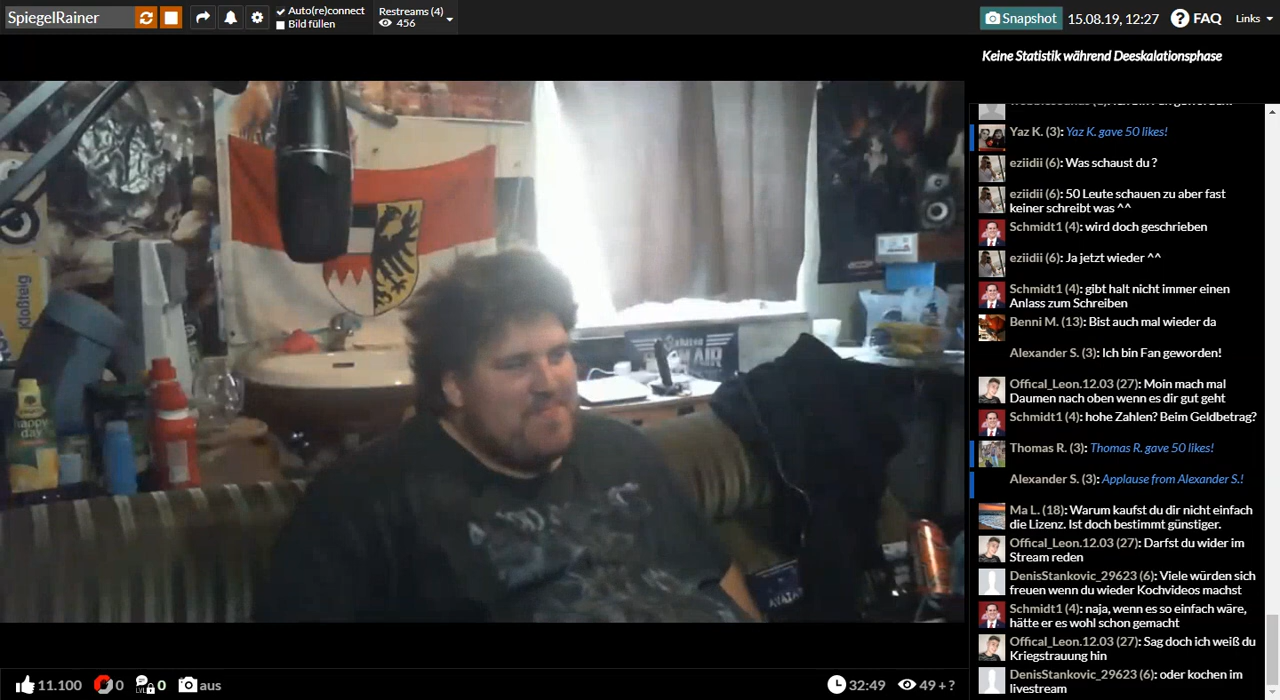 SpiegelRainer
Auto(re)connect
Bild füllen
Restreams (4)
456
Snapshot
15.08.19, 12:27
FAQ
Links
Keine Statistik während Deeskalationsphase
Yaz K. (3): Yaz K. gave 50 likes!
eziidii (6): Was schaust du ?
eziidii (6): 50 Leute schauen zu aber fast
keiner schreibt was ^^
Schmidt1 (4): wird doch geschrieben
eziidii (6): Ja jetzt wieder ^^
Schmidt1 (4): gibt halt nicht immer einen
Anlass zum Schreiben
Benni M. (13): Bist auch mal wieder da
Alexander S. (3): Ich bin Fan geworden!
Offical_Leon.12.03 (27): Moin mach mal
Daumen nach oben wenn es dir gut geht
Schmidt1 (4): hohe Zahlen? Beim Geldbetrag?
Thomas R. (3): Thomas R. gave 50 likes!
Alexander S. (3): Applause from Alexander S.!
Ma L. (18): Warum kaufst du dir nicht einfach
die Lizenz. Ist doch bestimmt günstiger.
Offical_Leon.12.03 (27): Darfst du wider im
Stream reden
DenisStankovic_29623 (6): Viele würden sich
freuen wenn du wieder Kochvideos machst
Schmidt1 (4): naja, wenn es so einfach wäre,
hätte er es wohl schon gemacht
Offical_Leon.12.03 (27): Sag doch ich weiß du
Kriegstrauung hin
DenisStankovic_29623 (6): oder kochen im
livestream
kloßteig
happy
day
ON AIR
AVATAR
11.100
0
0
aus
32:49
49 + ?